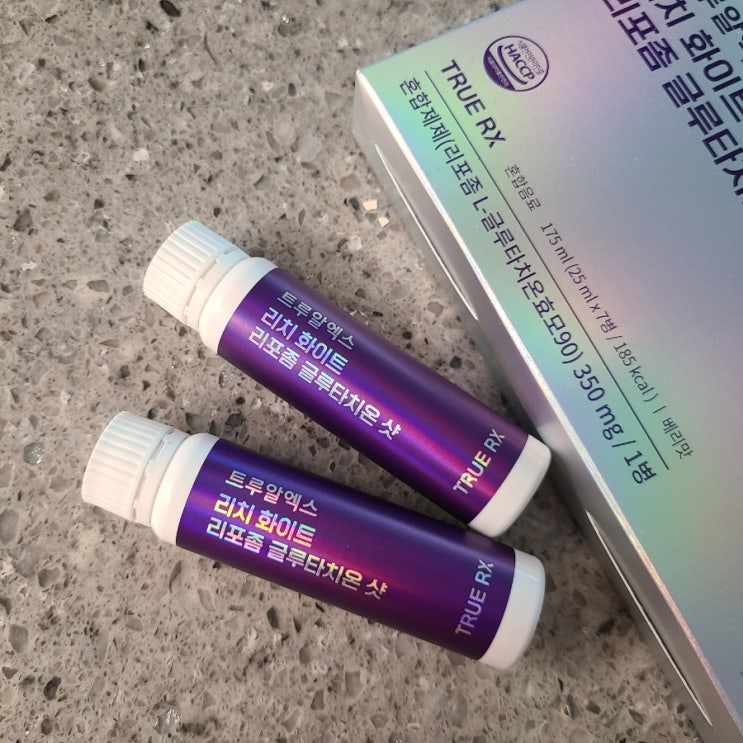 HACCP
TRUE RX
혼합제제(리포좀 L-글루타치온효모90) 350 mg / 1병
혼합음료 175 ml (25 ml x 7병 / 185 kcal) | 베리맛
화이트
리포좀 글루타치
트루알엑스
리치 화이트
리포좀 글루타치온 샷
TRUE RX
트루알엑스
리치 화이트
리포좀 글루타치온 샷
TRUE RX